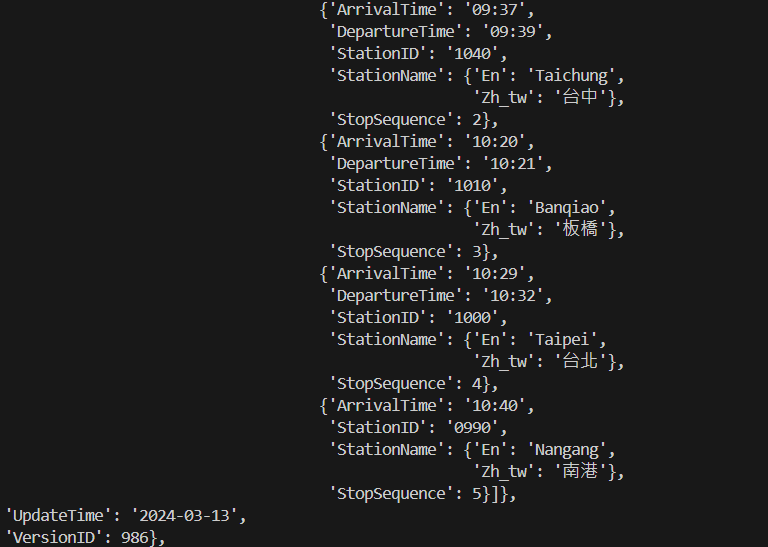 {'ArrivalTime': '09:37',
'DepartureTime': '09:39',
'StationID': '1040',
'StationName': {'En': 'Taichung',
'Zh_tw': '台中'},
'StopSequence': 2},
{'ArrivalTime': '10:20',
'DepartureTime': '10:21',
'StationID': '1010',
'StationName': {'En': 'Banqiao',
'Zh_tw': '板橋'},
'StopSequence': 3},
{'ArrivalTime': '10:29',
'DepartureTime': '10:32',
'StationID': '1000',
'StationName': {'En': 'Taipei',
'Zh_tw': '台北'},
'StopSequence': 4},
{'ArrivalTime': '10:40',
'StationID': '0990',
'StationName': {'En': 'Nangang',
'Zh_tw': '南港'},
'StopSequence': 5}]},
'UpdateTime': '2024-03-13',
'VersionID': 986},